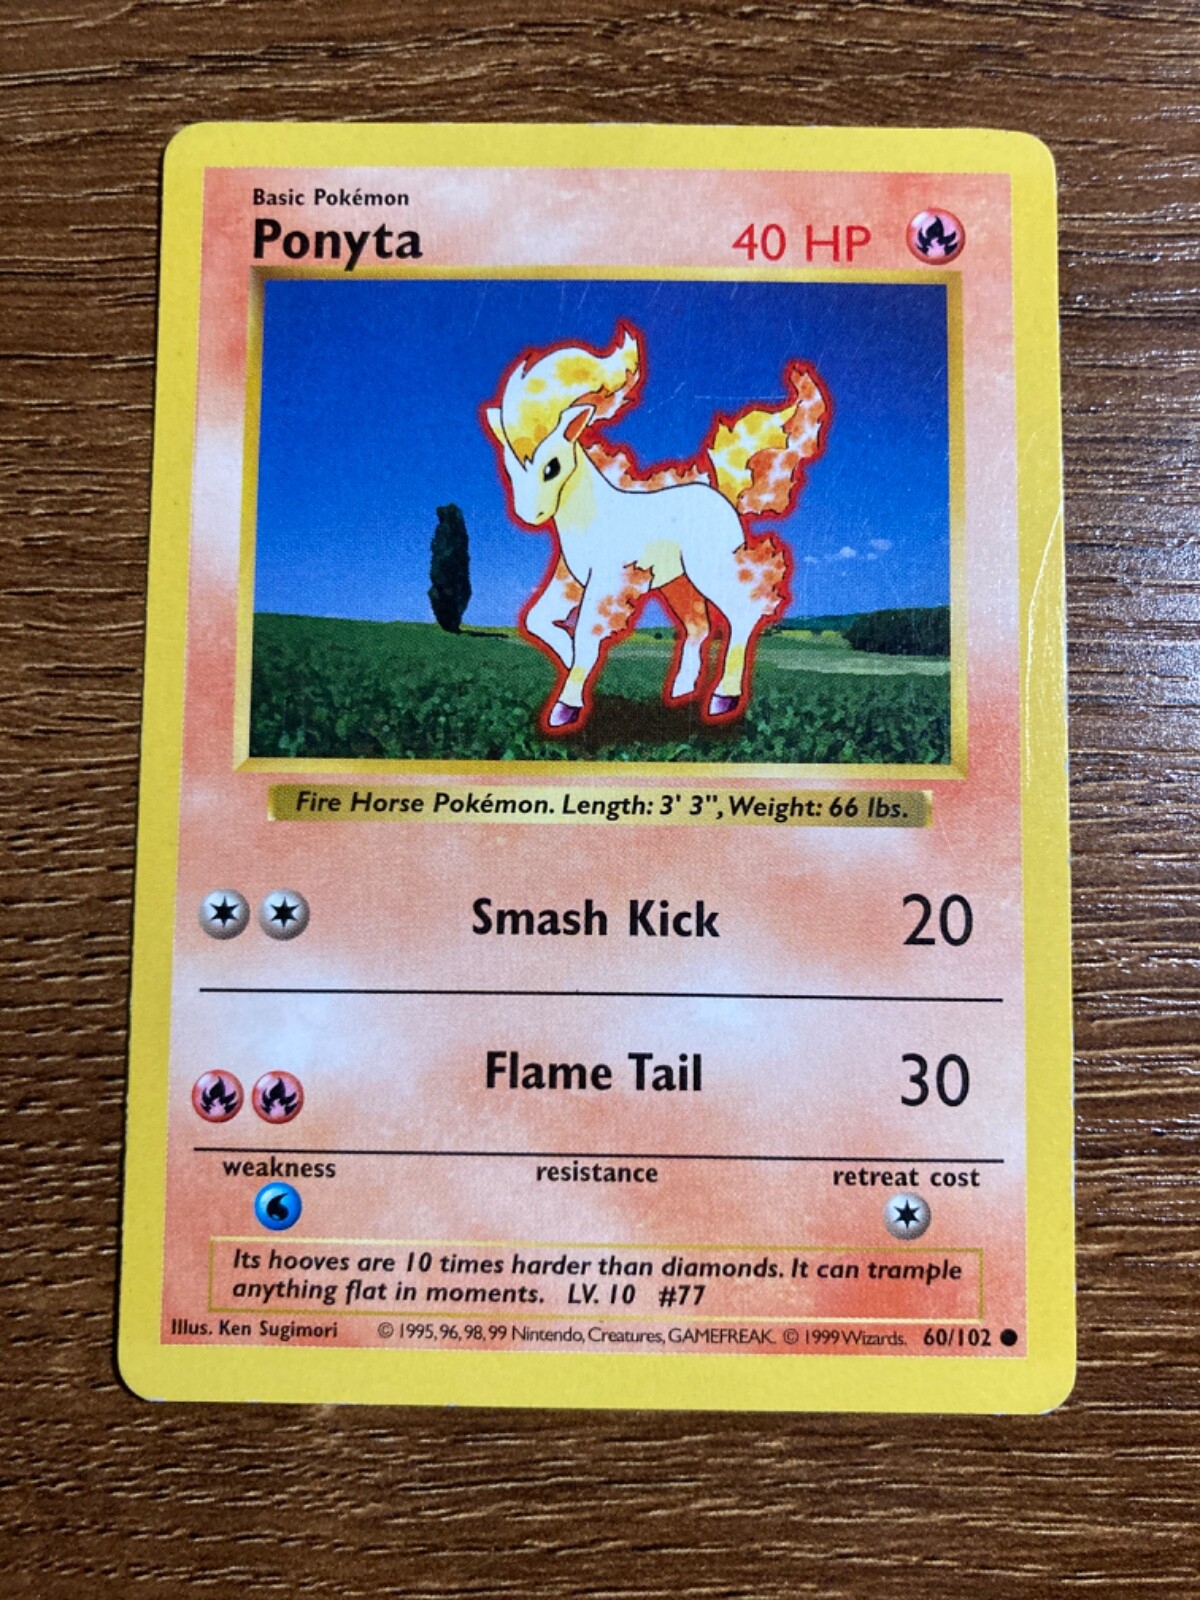 Basic Pokémon
Ponyta
40 HP
Fire Horse Pokémon. Length: 3' 3", Weight: 66 lbs.
Smash Kick 20
Flame Tail 30
weakness resistance retreat cost
Its hooves are 10 times harder than diamonds. It can trample
anything flat in moments. LV. 10 #77
Illus. Ken Sugimori © 1995, 96, 98, 99 Nintendo, Creatures, GAMEFREAK. © 1999 Wizards. 60/102